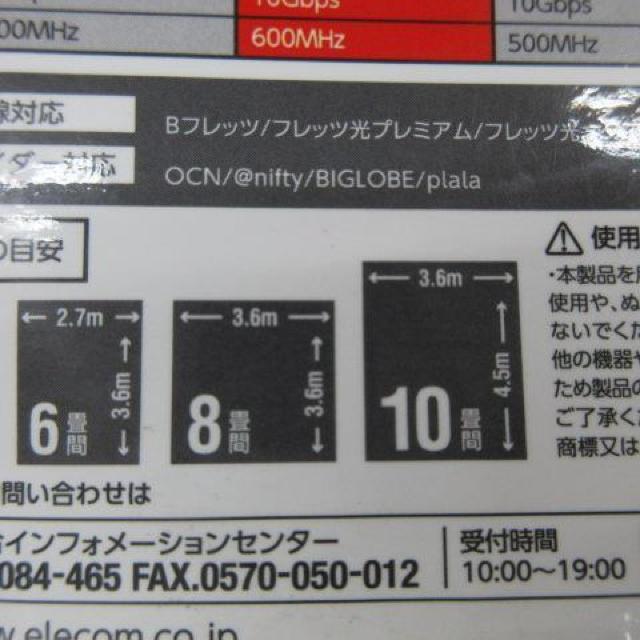 10Gbps 10Gbps
00MHz 600MHz 500MHz
線対応 Bフレッツ/フレッツ光プレミアム/フレッツ光
イダー対応 OCN/@nifty/BIGLOBE/plala
の目安
2.7m 3.6m 6畳間
3.6m 3.6m 8畳間
3.6m 4.5m 10畳間
使用
・本製品を
使用や、ぬ
ないでくた
他の機器や
ため製品の
ご了承く
商標又は
問い合わせは
インフォメーションセンター
084-465 FAX.0570-050-012
受付時間
10:00～19:00
w.elecom.co.jp